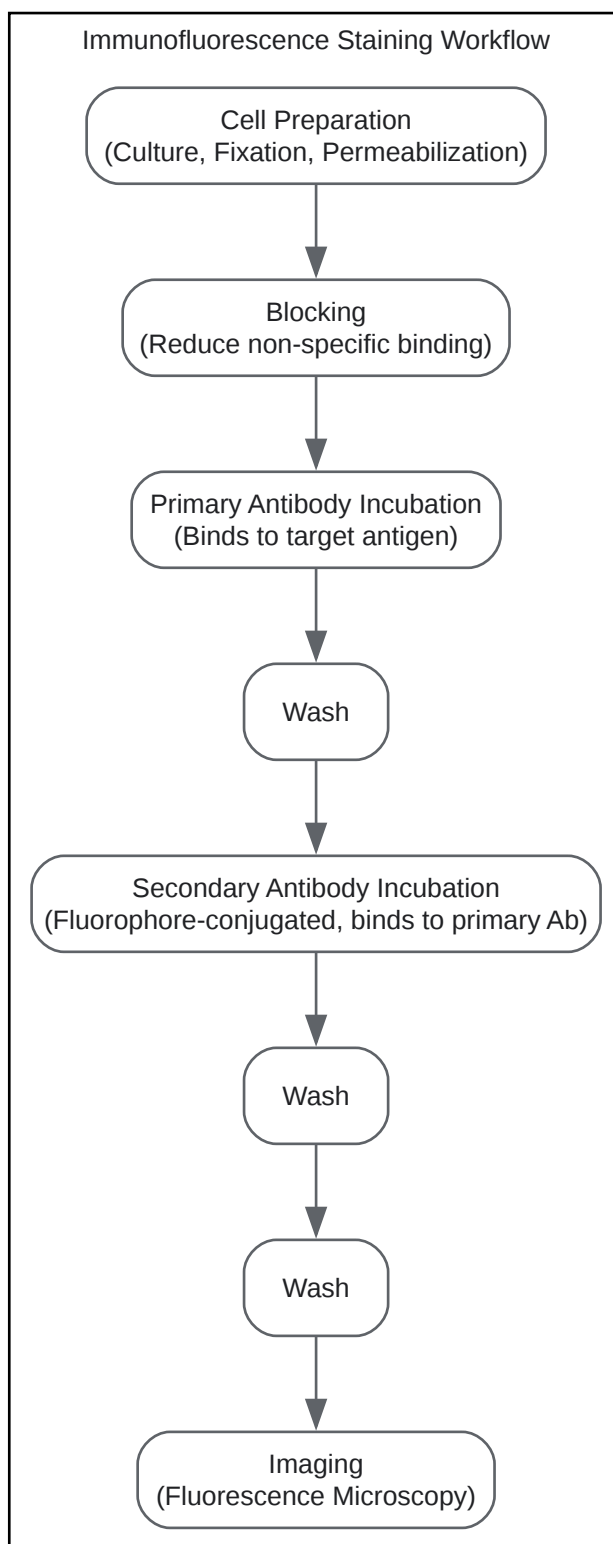 Immunofluorescence Staining Workflow
Cell Preparation
(Culture, Fixation, Permeabilization)
Blocking
(Reduce non-specific binding)
Primary Antibody Incubation
(Binds to target antigen)
Wash
Secondary Antibody Incubation
(Fluorophore-conjugated, binds to primary Ab)
Wash
Wash
Imaging
(Fluorescence Microscopy)